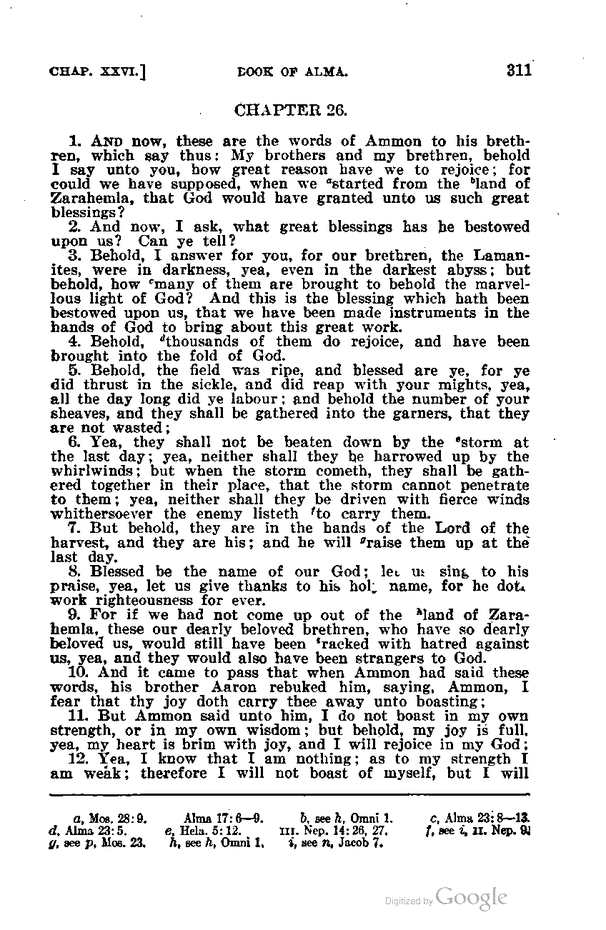 CHAP. XXVI.] BOOK OF ALMA. 311
CHAPTER 26.
1. AND now, these are the words of Ammon to his breth-
ren, which say thus: My brothers and my brethren, behold
I say unto you, how great reason have we to rejoice; for
could we have supposed, when we ᵃstarted from the ᵇland of
Zarahemla, that God would have granted unto us such great
blessings?
2. And now, I ask, what great blessings has he bestowed
upon us? Can ye tell?
3. Behold, I answer for you, for our brethren, the Laman-
ites, were in darkness, yea, even in the darkest abyss; but
behold, how ᶜmany of them are brought to behold the marvel-
lous light of God? And this is the blessing which hath been
bestowed upon us, that we have been made instruments in the
hands of God to bring about this great work.
4. Behold, ᵈthousands of them do rejoice, and have been
brought into the fold of God.
5. Behold, the field was ripe, and blessed are ye, for ye
did thrust in the sickle, and did reap with your mights, yea,
all the day long did ye labour; and behold the number of your
sheaves, and they shall be gathered into the garners, that they
are not wasted;
6. Yea, they shall not be beaten down by the ᵉstorm at
the last day; yea, neither shall they be harrowed up by the
whirlwinds; but when the storm cometh, they shall be gath-
ered together in their place, that the storm cannot penetrate
to them; yea, neither shall they be driven with fierce winds
whithersoever the enemy listeth ᶠto carry them.
7. But behold, they are in the hands of the Lord of the
harvest, and they are his; and he will ᵍraise them up at the
last day.
8. Blessed be the name of our God; let us sing to his
praise, yea, let us give thanks to his holy name, for he doth
work righteousness for ever.
9. For if we had not come up out of the ʰland of Zara-
hemla, these our dearly beloved brethren, who have so dearly
beloved us, would still have been ⁱracked with hatred against
us, yea, and they would also have been strangers to God.
10. And it came to pass that when Ammon had said these
words, his brother Aaron rebuked him, saying, Ammon, I
fear that thy joy doth carry thee away unto boasting;
11. But Ammon said unto him, I do not boast in my own
strength, or in my own wisdom; but behold, my joy is full,
yea, my heart is brim with joy, and I will rejoice in my God;
12. Yea, I know that I am nothing; as to my strength I
am weak; therefore I will not boast of myself, but I will
a, Mos. 28:9. Alma 17:6—9. b, see h, Omni 1. c, Alma 23:8—13.
d, Alma 23:5. e, Hela. 5:12. III. Nep. 14:26, 27. f, see i, II. Nep. 9.
g, see p, Mos. 23. h, see h, Omni 1. i, see n, Jacob 7.
Digitized by Google